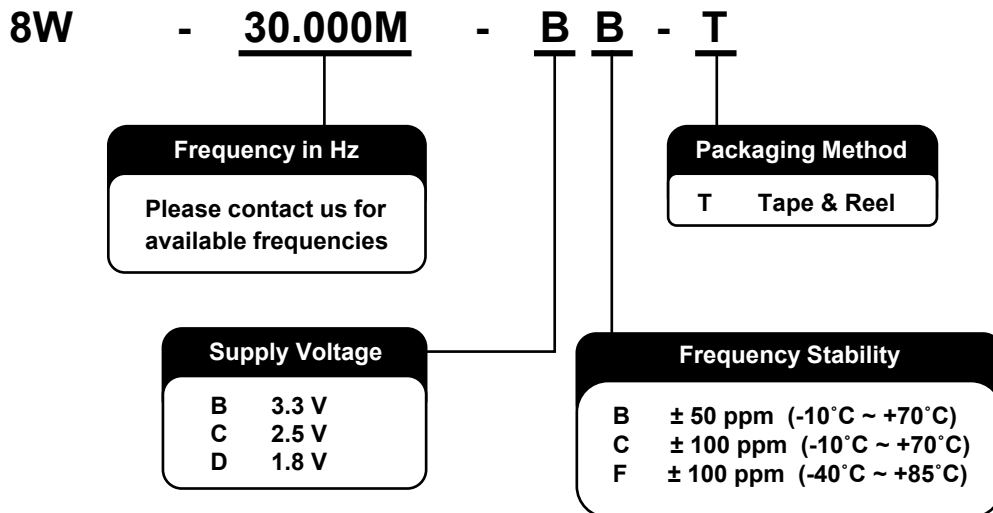 8W - 30.000M - B B - T
Frequency in Hz
Please contact us for
available frequencies
Packaging Method
T Tape & Reel
Supply Voltage
B 3.3 V
C 2.5 V
D 1.8 V
Frequency Stability
B ± 50 ppm (-10˚C ~ +70˚C)
C ± 100 ppm (-10˚C ~ +70˚C)
F ± 100 ppm (-40˚C ~ +85˚C)